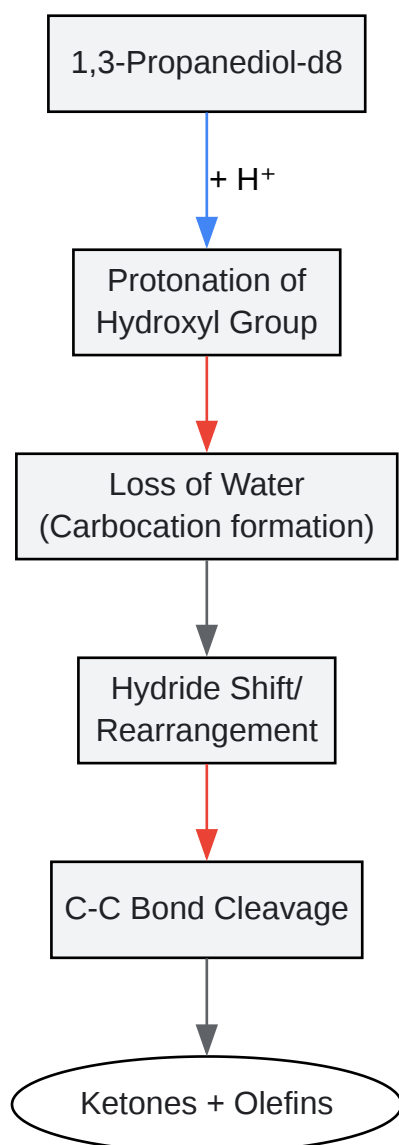 1,3-Propanediol-d8
+ H⁺
Protonation of
Hydroxyl Group
Loss of Water
(Carbocation formation)
Hydride Shift/
Rearrangement
C-C Bond Cleavage
Ketones + Olefins